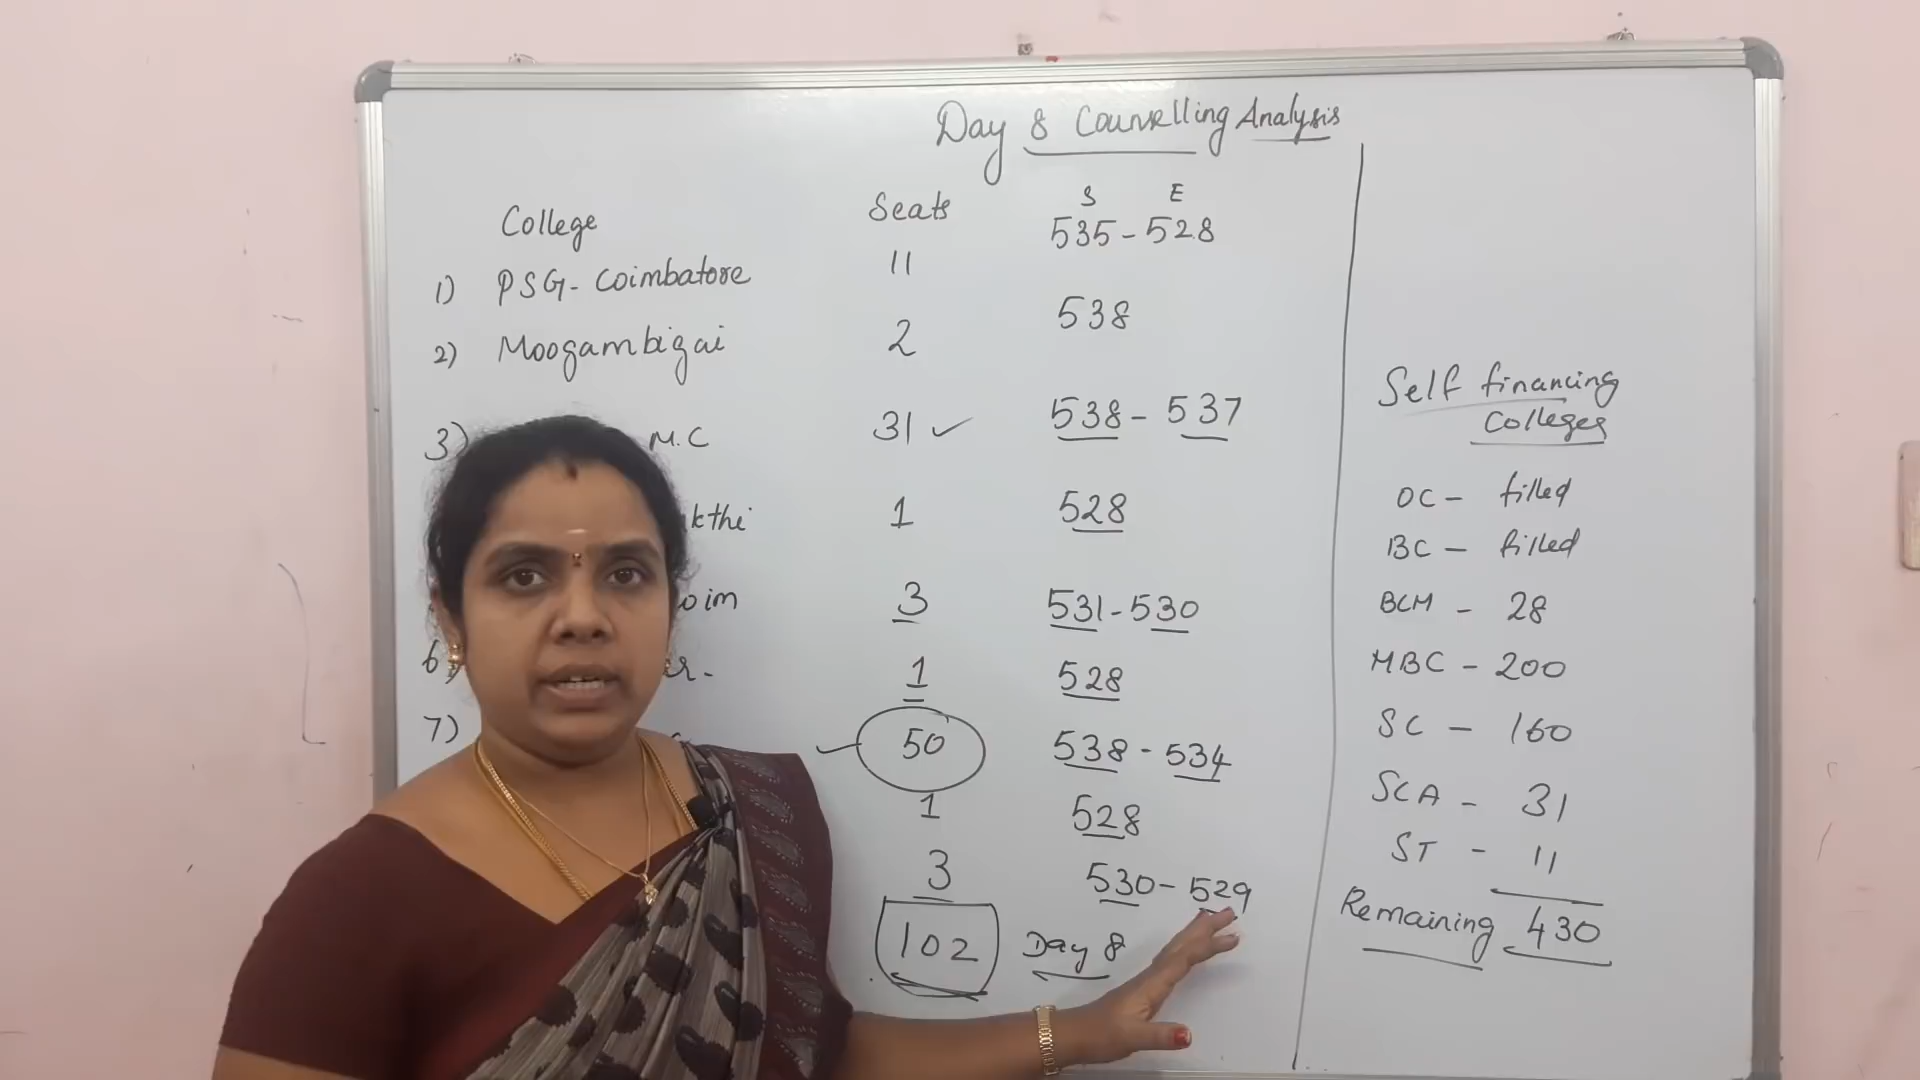 Day 8 Counselling Analysis
College Seats S E
535 - 528
1) PSG - Coimbatore 11
2) Moogambigai 2 538
3) M.C 31 ✓ 538 - 537
kthi 1 528
oim 3 531 - 530
6) 1 528
7) 50 538 - 534
1 528
3 530 - 529
102 Day 8
Self financing
Colleges
OC - filled
BC - filled
BCM - 28
MBC - 200
SC - 160
SCA - 31
ST - 11
Remaining 430